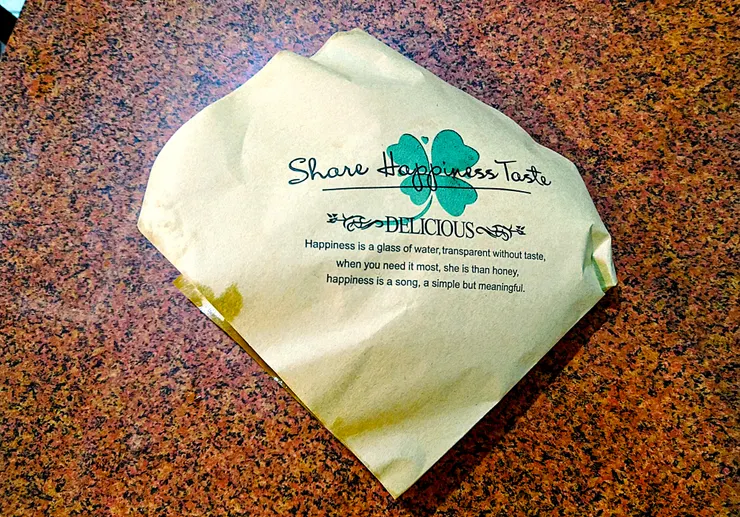 Share Happiness Taste
DELICIOUS
Happiness is a glass of water,transparent without taste,
when you need it most, she is than honey,
happiness is a song, a simple but meaningful.